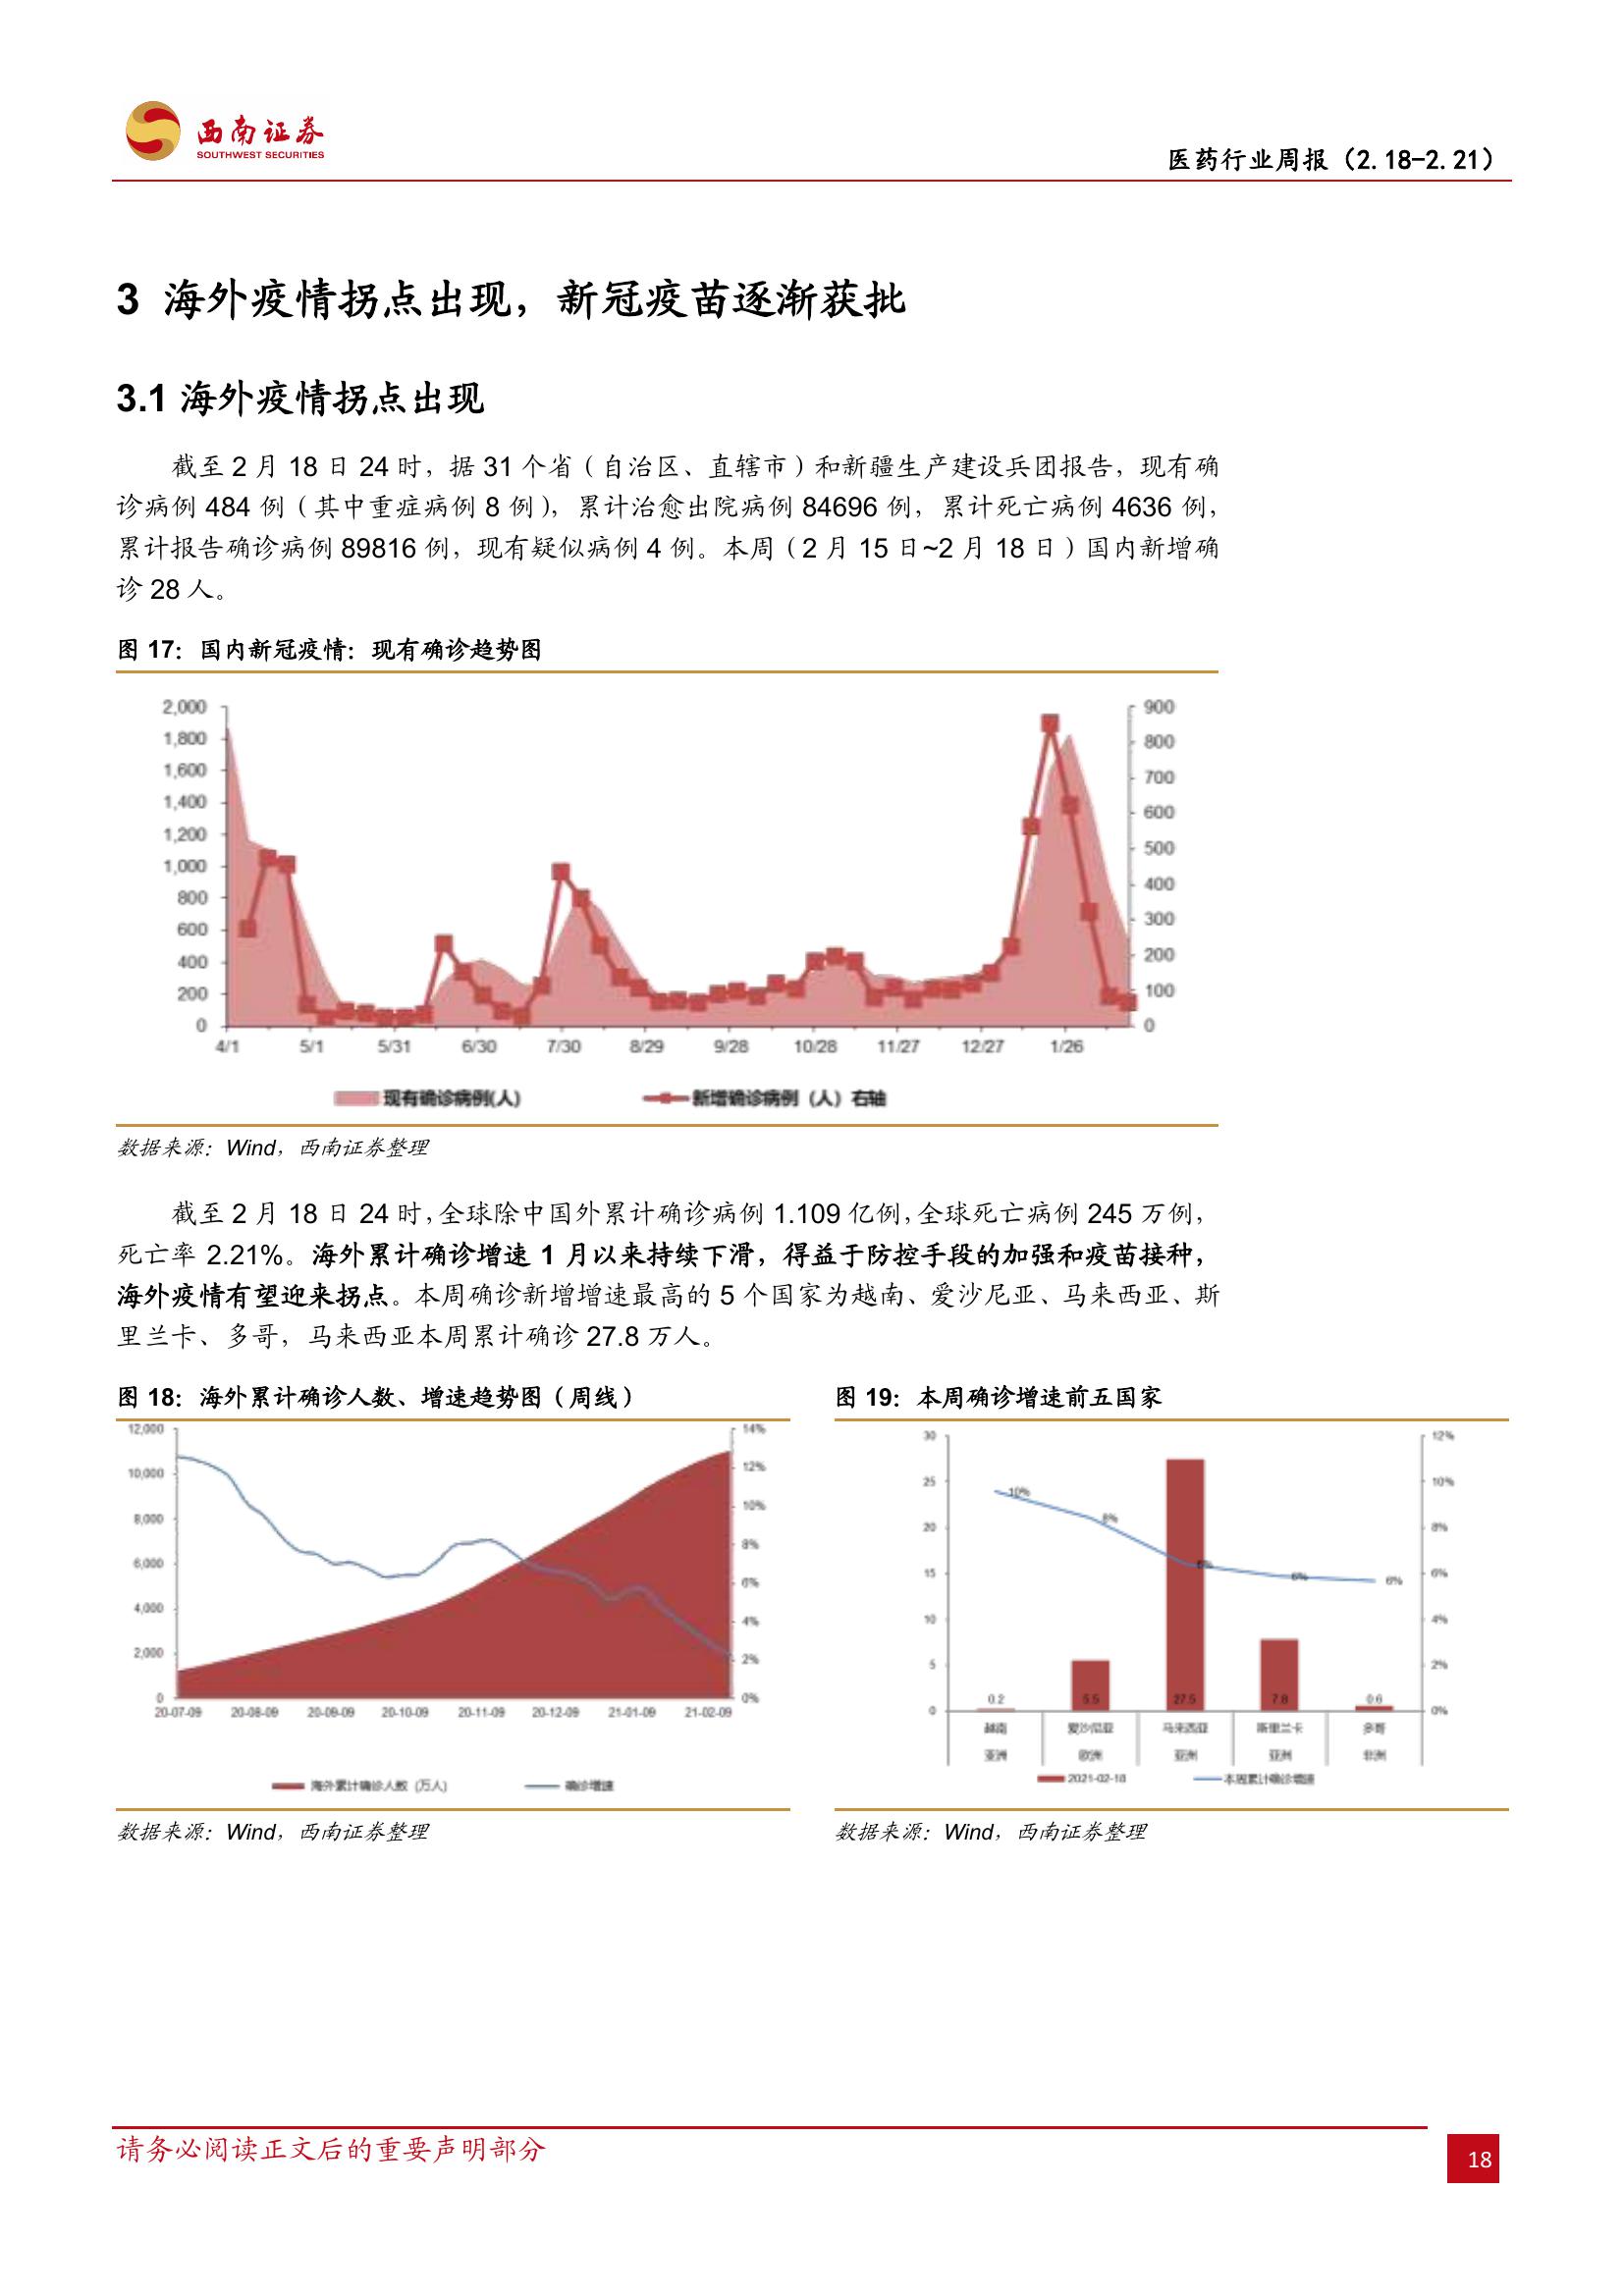 西南证券
SOUTHWEST SECURITIES
医药行业周报（2.18-2.21）
3 海外疫情拐点出现，新冠疫苗逐渐获批
3.1 海外疫情拐点出现
截至 2 月 18 日 24 时，据 31 个省（自治区、直辖市）和新疆生产建设兵团报告，现有确
诊病例 484 例（其中重症病例 8 例），累计治愈出院病例 84696 例，累计死亡病例 4636 例，
累计报告确诊病例 89816 例，现有疑似病例 4 例。本周（2 月 15 日~2 月 18 日）国内新增确
诊 28 人。
图 17：国内新冠疫情：现有确诊趋势图
2,000
1,800
1,600
1,400
1,200
1,000
800
600
400
200
0
900
800
700
600
500
400
300
200
100
0
4/1 5/1 5/31 6/30 7/30 8/29 9/28 10/28 11/27 12/27 1/26
现有确诊病例(人) 新增确诊病例（人）右轴
数据来源：Wind，西南证券整理
截至 2 月 18 日 24 时，全球除中国外累计确诊病例 1.109 亿例，全球死亡病例 245 万例，
死亡率 2.21%。海外累计确诊增速 1 月以来持续下滑，得益于防控手段的加强和疫苗接种，
海外疫情有望迎来拐点。本周确诊新增增速最高的 5 个国家为越南、爱沙尼亚、马来西亚、斯
里兰卡、多哥，马来西亚本周累计确诊 27.8 万人。
图 18：海外累计确诊人数、增速趋势图（周线）
12,000
10,000
8,000
6,000
4,000
2,000
0
14%
12%
10%
8%
6%
4%
2%
0%
20-07-09 20-08-09 20-09-09 20-10-09 20-11-09 20-12-09 21-01-09 21-02-09
海外累计确诊人数（万人） 确诊增速
数据来源：Wind，西南证券整理
图 19：本周确诊增速前五国家
30
25
20
15
10
5
0
12%
10%
8%
6%
4%
2%
0%
10%
8%
6%
6%
6%
0.2 5.5 27.5 7.8 0.6
越南 爱沙尼亚 马来西亚 斯里兰卡 多哥
亚洲 欧洲 亚洲 亚洲 非洲
2021-02-18 本周累计确诊增速
数据来源：Wind，西南证券整理
请务必阅读正文后的重要声明部分
18